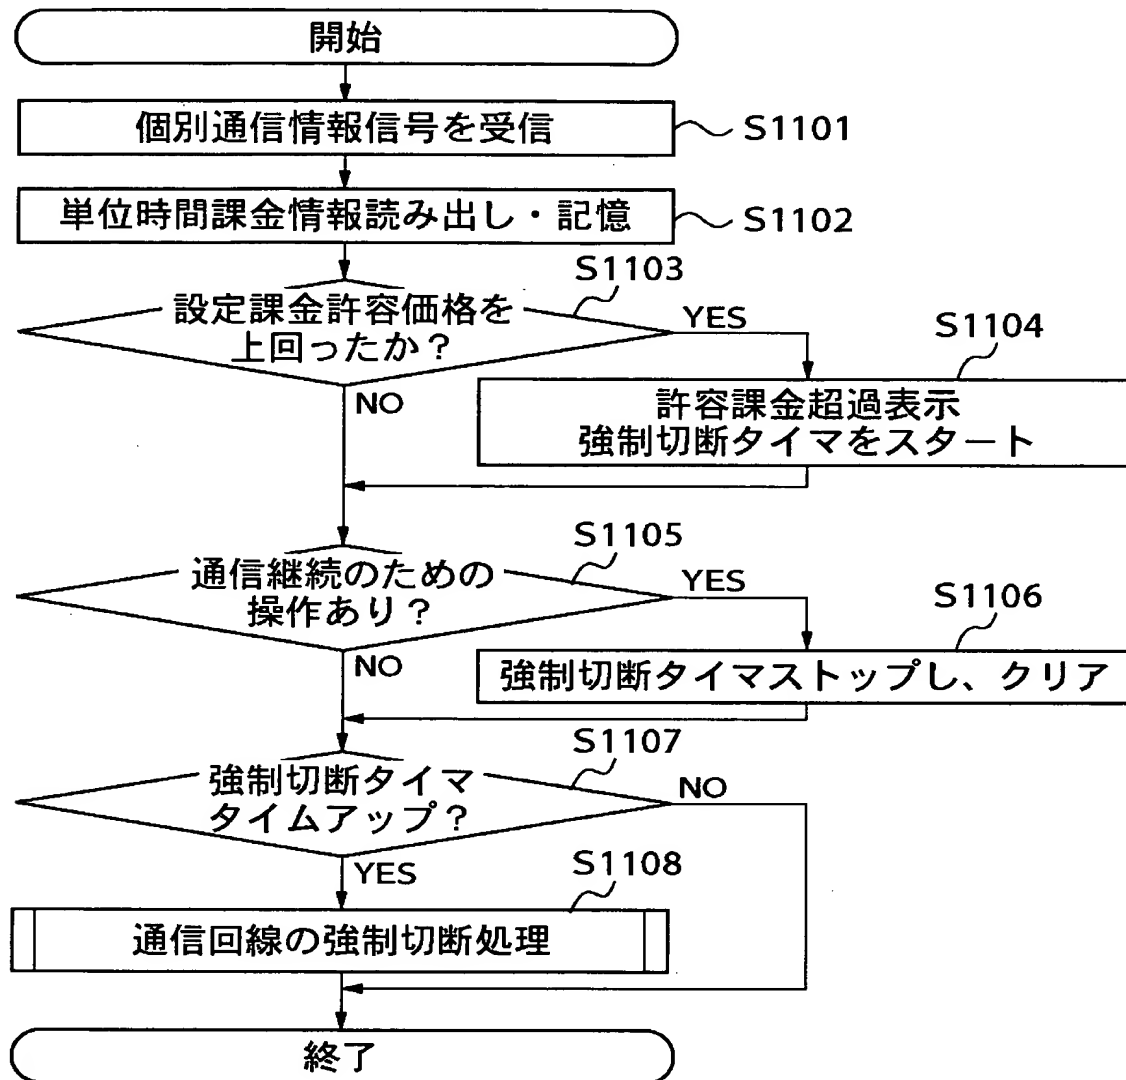 開始
個別通信情報信号を受信
S1101
単位時間課金情報読み出し・記憶
S1102
S1103
設定課金許容価格を
上回ったか?
YES
NO
S1104
許容課金超過表示
強制切断タイマをスタート
S1105
通信継続のための
操作あり?
YES
NO
S1106
強制切断タイマストップし、クリア
S1107
強制切断タイマ
タイムアップ?
NO
YES
S1108
通信回線の強制切断処理
終了